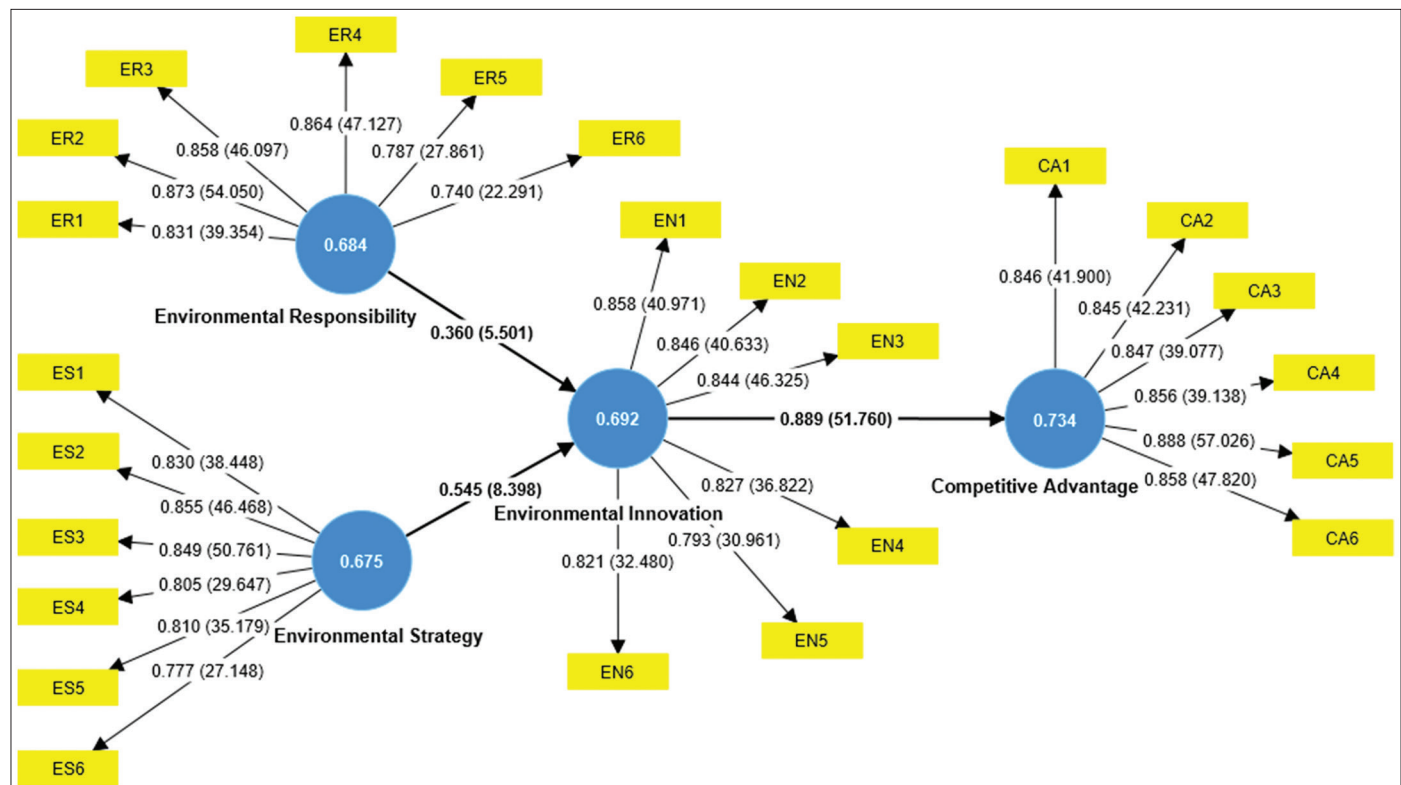 ER4
ER3
ER5
ER2
ER6
ER1
0.864 (47.127)
0.858 (46.097)
0.787 (27.861)
0.873 (54.050)
0.740 (22.291)
0.831 (39.354)
0.684
Environmental Responsibility
0.360 (5.501)
CA1
CA2
CA3
CA4
CA5
CA6
0.846 (41.900)
0.845 (42.231)
0.847 (39.077)
0.856 (39.138)
0.888 (57.026)
0.858 (47.820)
0.734
Competitive Advantage
EN1
EN2
EN3
EN4
EN5
EN6
0.858 (40.971)
0.846 (40.633)
0.844 (46.325)
0.692
0.889 (51.760)
Environmental Innovation
0.827 (36.822)
0.793 (30.961)
0.821 (32.480)
ES1
ES2
ES3
ES4
ES5
ES6
0.830 (38.448)
0.855 (46.468)
0.849 (50.761)
0.805 (29.647)
0.810 (35.179)
0.777 (27.148)
0.675
0.545 (8.398)
Environmental Strategy